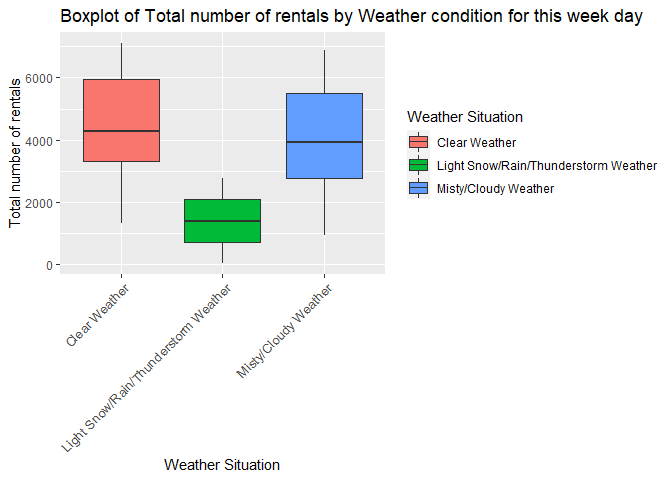 Boxplot of Total number of rentals by Weather condition for this week day
Total number of rentals
6000
4000
2000
0
Clear Weather
Light Snow/Rain/Thunderstorm Weather
Misty/Cloudy Weather
Weather Situation
Weather Situation
Clear Weather
Light Snow/Rain/Thunderstorm Weather
Misty/Cloudy Weather